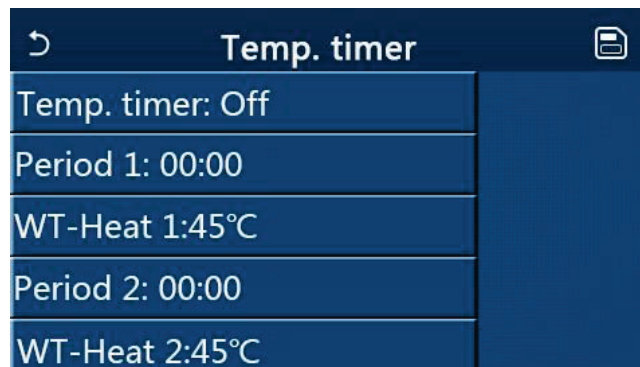 Temp. timer
Temp. timer: Off
Period 1: 00:00
WT-Heat 1:45℃
Period 2: 00:00
WT-Heat 2:45℃